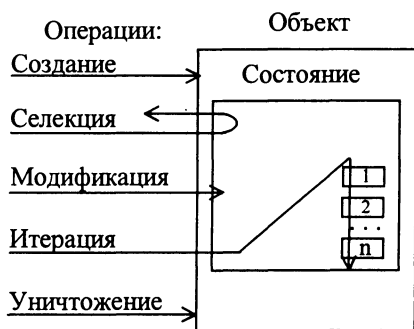 Операции:
Объект
Создание
Состояние
Селекция
Модификация
1
2
. . .
Итерация
n
Уничтожение